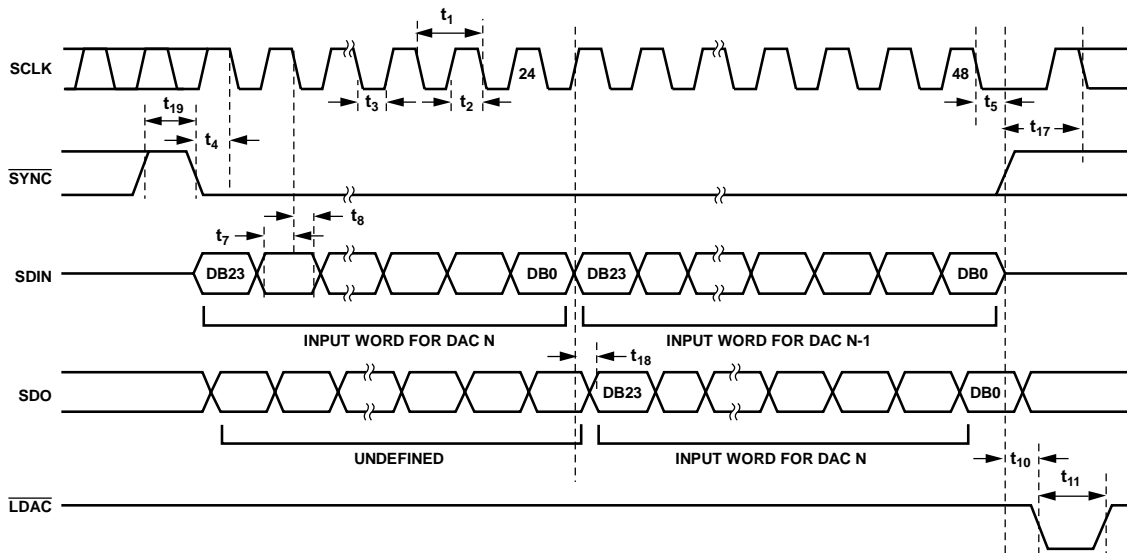 t1
SCLK
24
48
t3
t2
t5
t19
t4
t17
SYNC
t7
t8
SDIN
DB23
DB0
DB23
DB0
INPUT WORD FOR DAC N
INPUT WORD FOR DAC N-1
t18
SDO
DB23
DB0
UNDEFINED
INPUT WORD FOR DAC N
t10
t11
LDAC